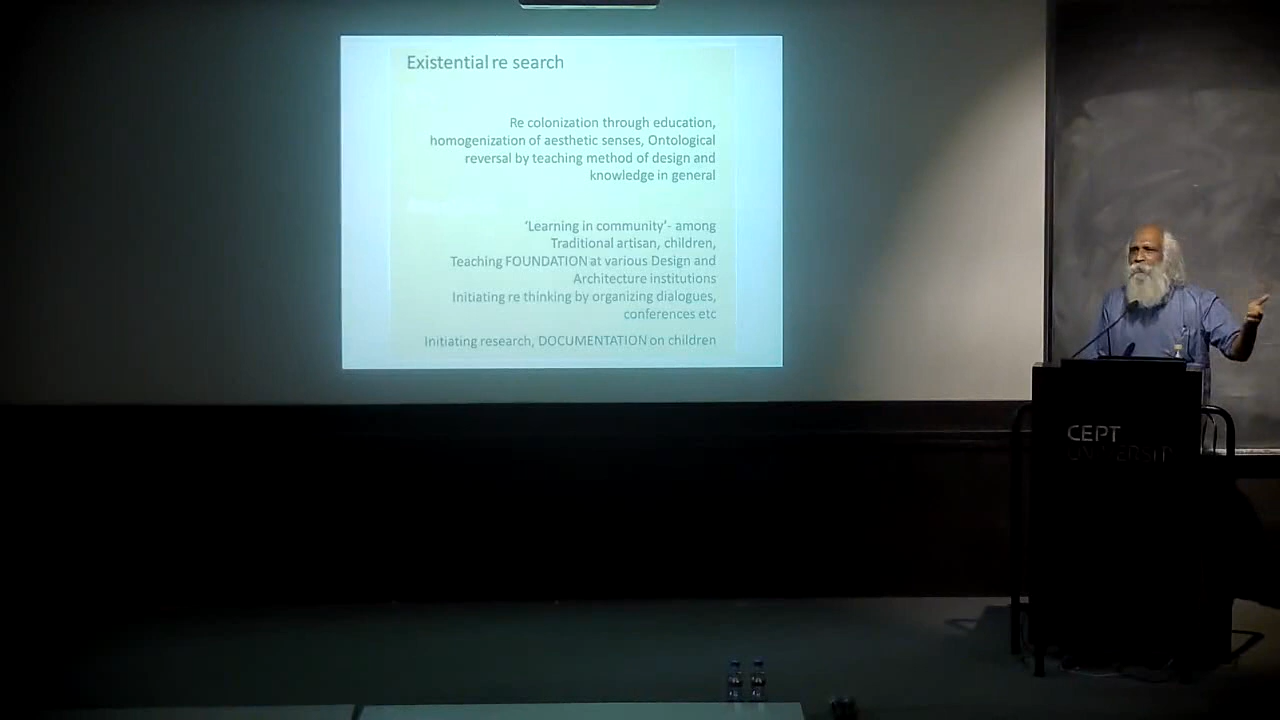 Existential re search
Re colonization through education,
homogenization of aesthetic senses, Ontological
reversal by teaching method of design and
knowledge in general
‘Learning in community’- among
Traditional artisan, children,
Teaching FOUNDATION at various Design and
Architecture institutions
Initiating re thinking by organizing dialogues,
conferences etc
Initiating research, DOCUMENTATION on children
CEPT
UNIVERSITY